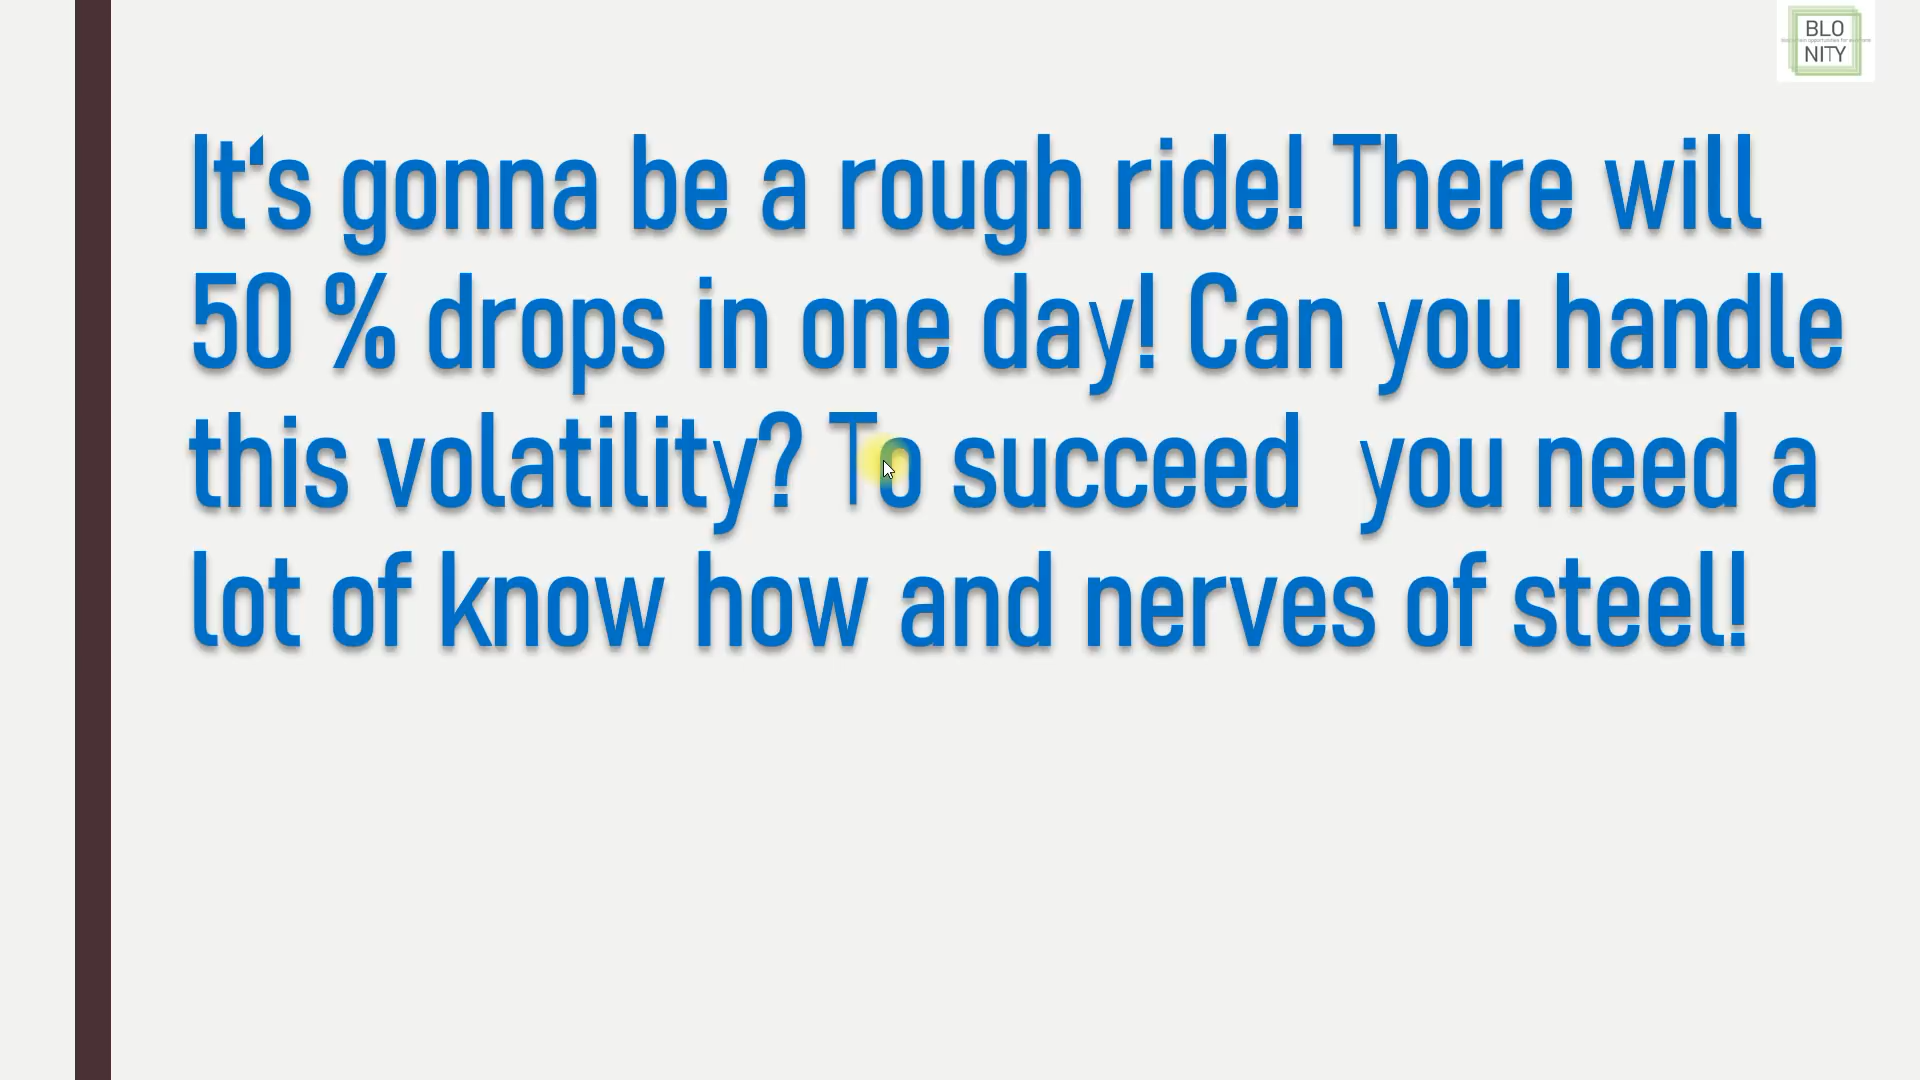 BLO
NITY
It‘s gonna be a rough ride! There will
50 % drops in one day! Can you handle
this volatility? To succeed  you need a
lot of know how and nerves of steel!